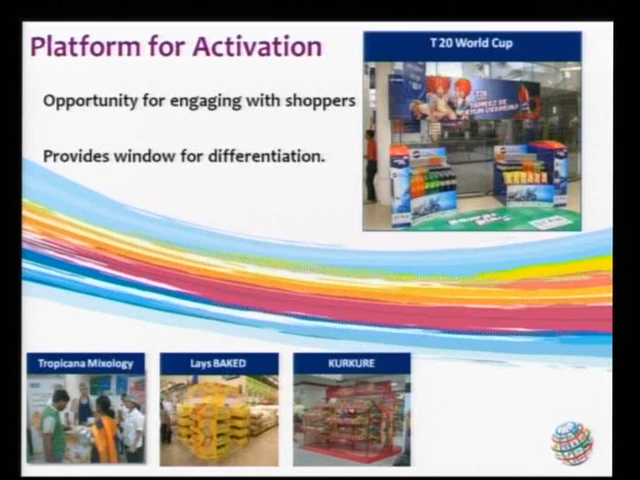 Platform for Activation
T 20 World Cup
Opportunity for engaging with shoppers
Provides window for differentiation.
Tropicana Mixology
Lays BAKED
KURKURE